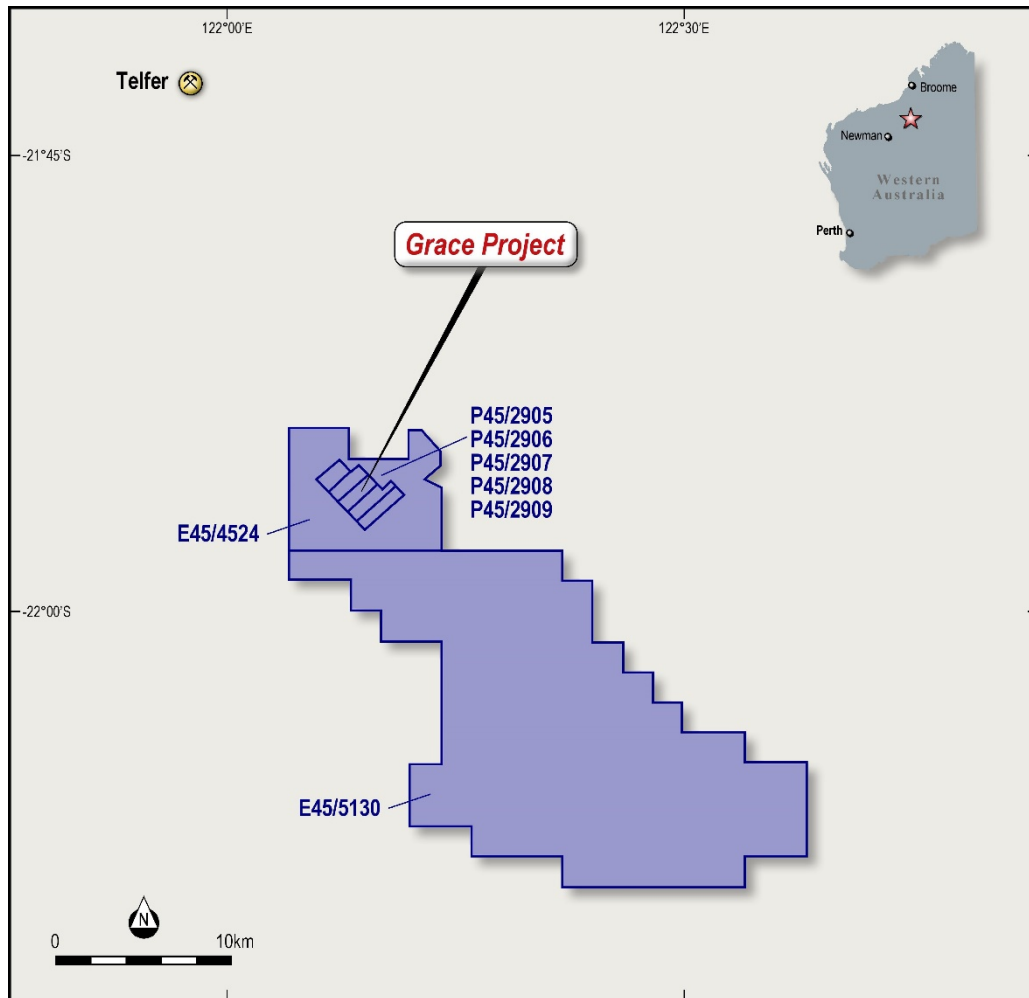 122°00'E
122°30'E
Telfer
Broome
Newman
-21°45'S
Western
Australia
Perth
Grace Project
P45/2905
P45/2906
P45/2907
P45/2908
P45/2909
E45/4524
-22°00'S
E45/5130
N
0 10km